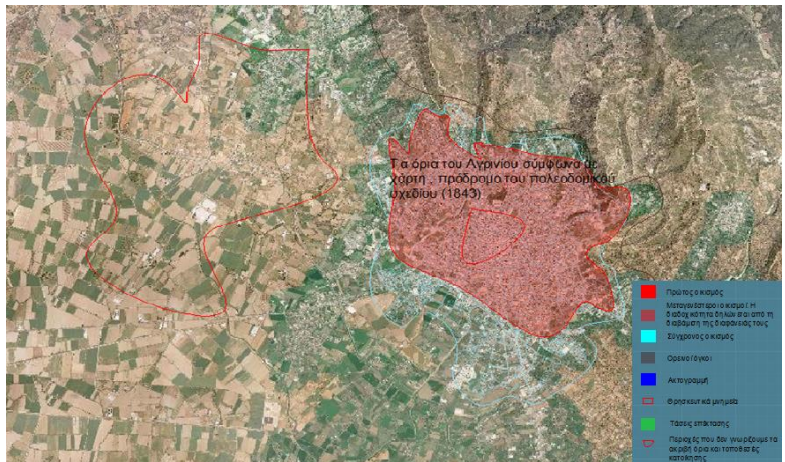 Τα όρια του Αγρινίου σύμφωνα με
χάρτη , πρόδρομο του πολεοδομικού
σχεδίου (1843)
Πρώτος οικισμός
Μεταγενέστεροι οικισμοί. Η
διαδοχικότητα δηλώνεται από τη
διαβάθμιση της διαφάνειάς τους
Σύγχρονος οικισμός
Ορεινοί όγκοι
Ακτογραμμή
Θρησκευτικά μνημεία
Τάσεις επέκτασης
Περιοχές που δεν γνωρίζουμε τα
ακριβή όρια και τοποθεσίες
κατοίκησης